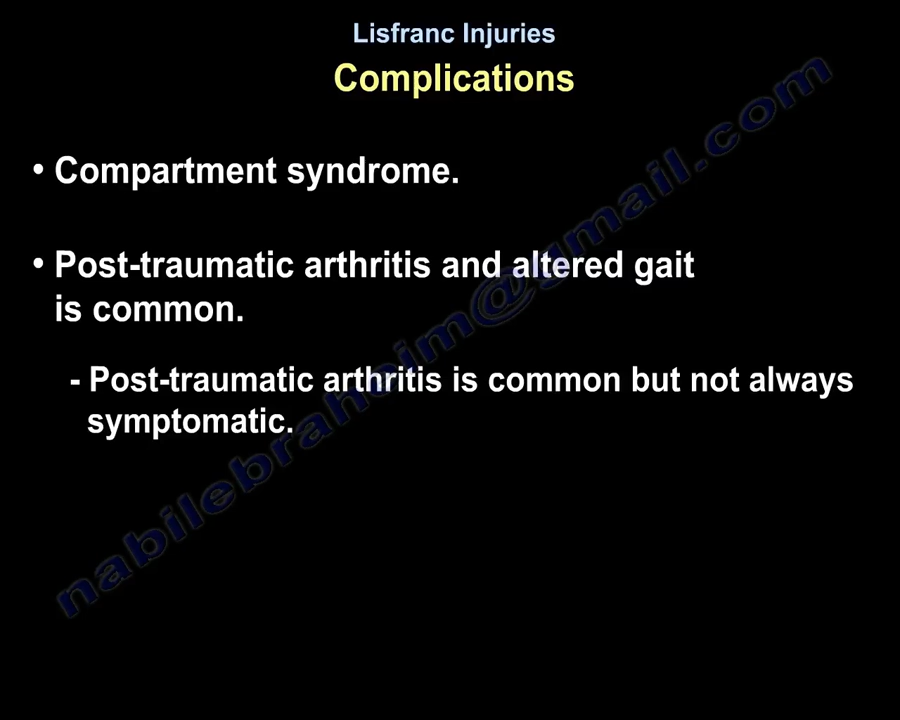 Lisfranc Injuries
Complications
• Compartment syndrome.
• Post-traumatic arthritis and altered gait
is common.
- Post-traumatic arthritis is common but not always
symptomatic.
nabilebraheim@gmail.com